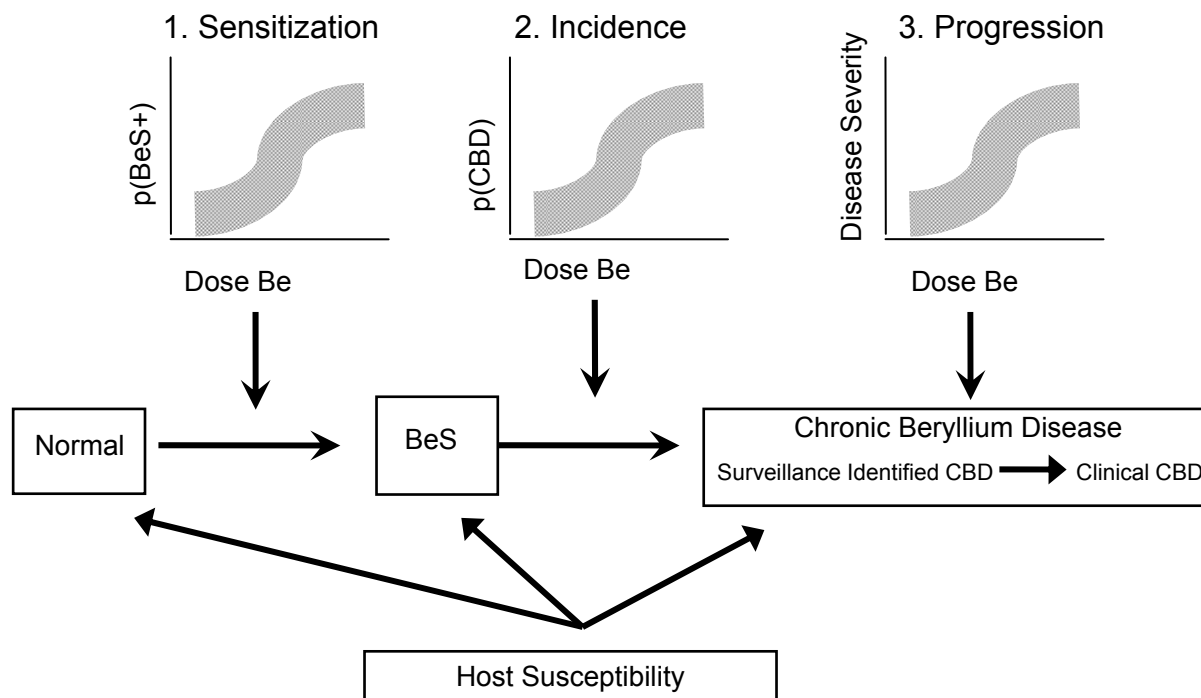 1. Sensitization
2. Incidence
3. Progression
p(BeS+)
p(CBD)
Disease Severity
Dose Be
Dose Be
Dose Be
Normal
BeS
Chronic Beryllium Disease
Surveillance Identified CBD
Clinical CBD
Host Susceptibility